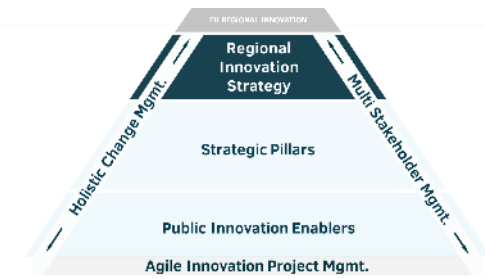 EU REGIONAL INNOVATION
Regional
Innovation
Strategy
Holistic Change Mgmt.
Multi Stakeholder Mgmt.
Strategic Pillars
Public Innovation Enablers
Agile Innovation Project Mgmt.